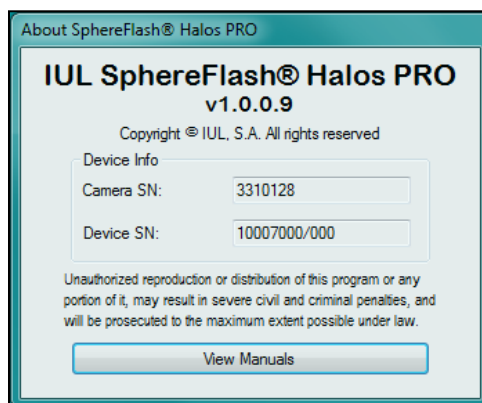 About SphereFlash® Halos PRO
IUL SphereFlash® Halos PRO
v1.0.0.9
Copyright © IUL, S.A. All rights reserved
Device Info
Camera SN: 3310128
Device SN: 10007000/000
Unauthorized reproduction or distribution of this program or any
portion of it, may result in severe civil and criminal penalties, and
will be prosecuted to the maximum extent possible under law.
View Manuals